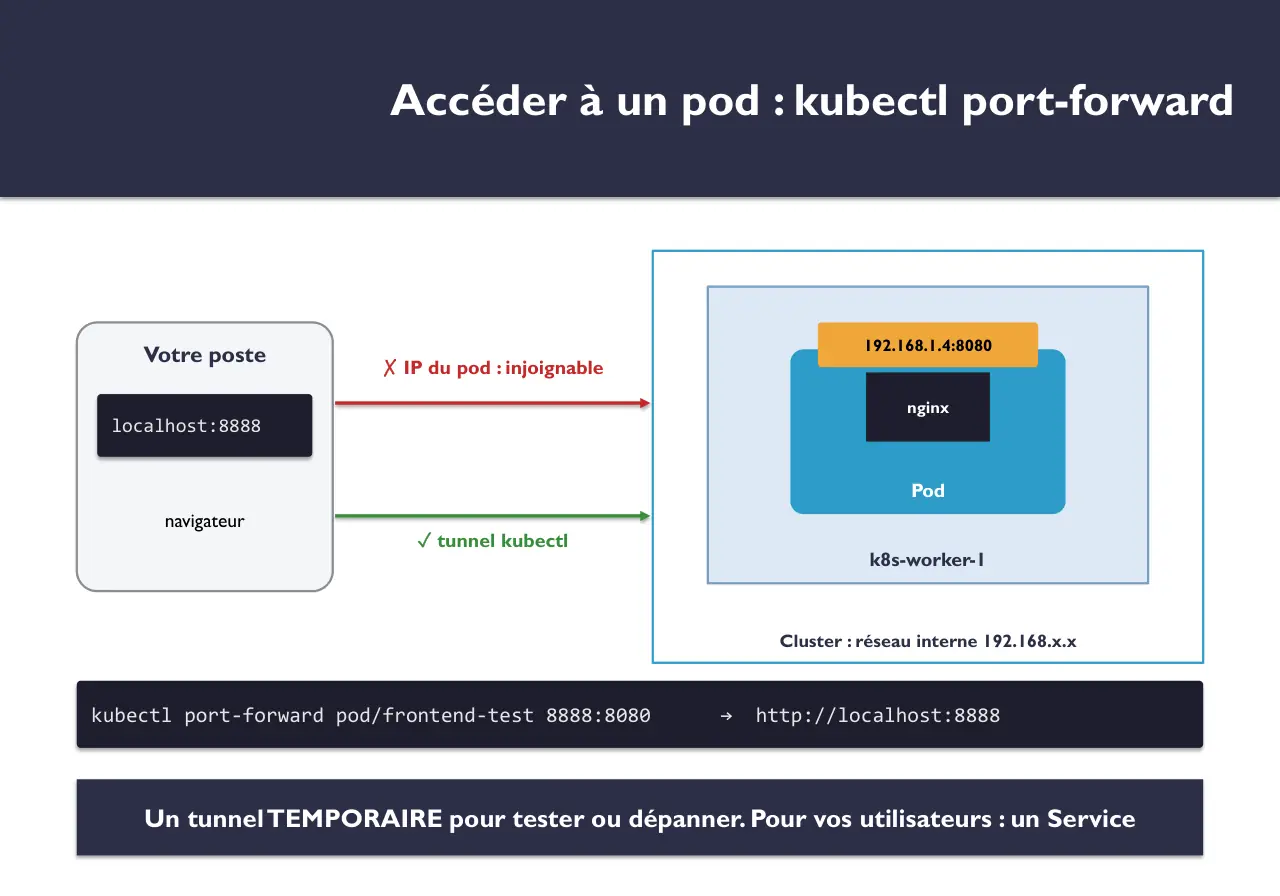 Accéder à un pod : kubectl port-forward
Votre poste
localhost:8888
navigateur
✗ IP du pod : injoignable
✓ tunnel kubectl
192.168.1.4:8080
nginx
Pod
k8s-worker-1
Cluster : réseau interne 192.168.x.x
kubectl port-forward pod/frontend-test 8888:8080 → http://localhost:8888
Un tunnel TEMPORAIRE pour tester ou dépanner. Pour vos utilisateurs : un Service